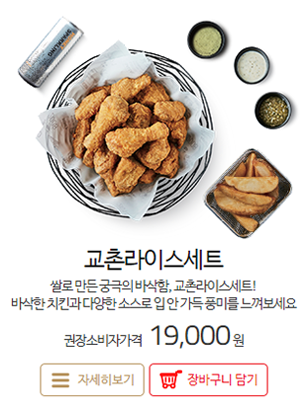 교촌라이스세트
쌀로 만든 궁극의 바삭함, 교촌라이스세트!
바삭한 치킨과 다양한 소스로 입 안 가득 풍미를 느껴보세요
권장소비자가격 19,000원
자세히보기
장바구니 담기